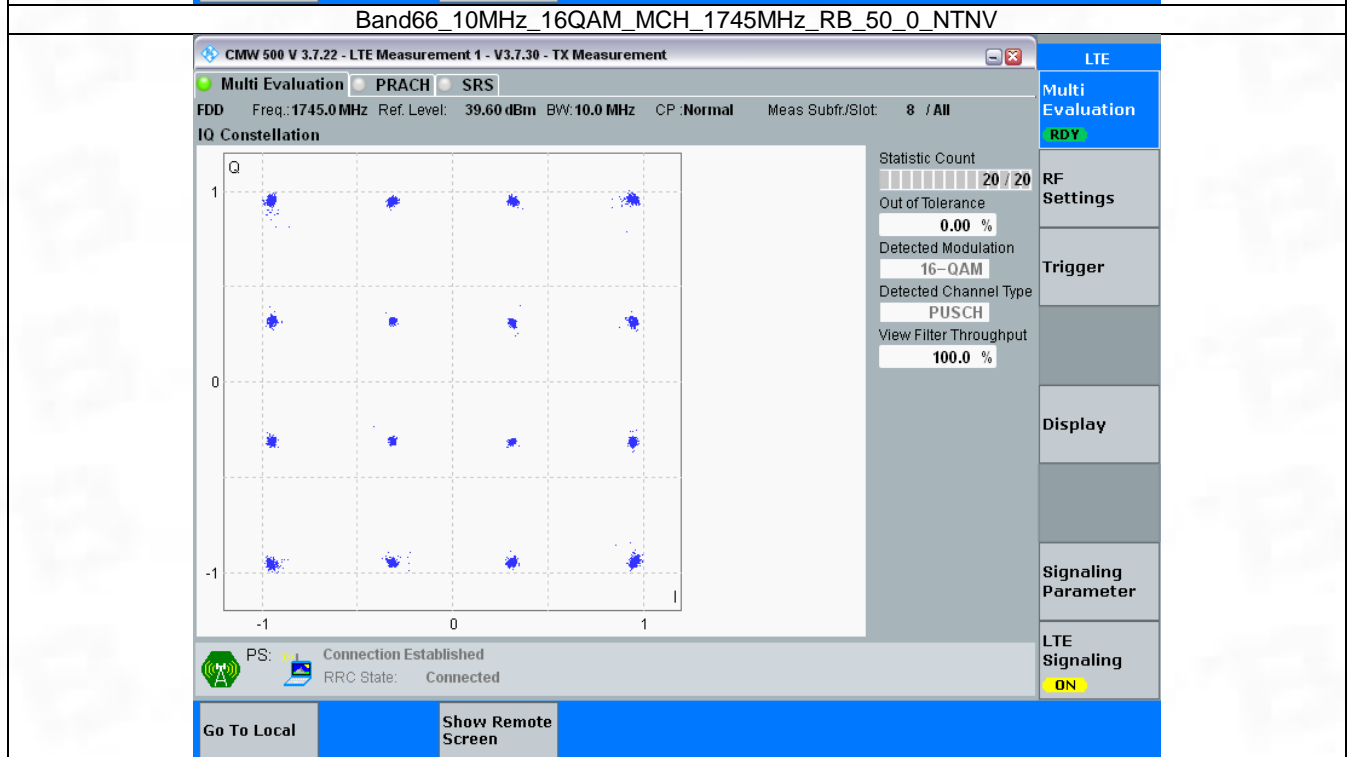 Band66_10MHz_16QAM_MCH_1745MHz_RB_50_0_NTNV
CMW 500 V 3.7.22 - LTE Measurement 1 - V3.7.30 - TX Measurement
LTE
Multi Evaluation PRACH SRS
FDD Freq.:1745.0 MHz Ref. Level: 39.60 dBm BW:10.0 MHz CP :Normal Meas Subfr./Slot: 8 / All
IQ Constellation
Q
1
0
-1
I
-1 0 1
Statistic Count
20 / 20
Out of Tolerance
0.00 %
Detected Modulation
16-QAM
Detected Channel Type
PUSCH
View Filter Throughput
100.0 %
Multi
Evaluation
RDY
RF
Settings
Trigger
Display
Signaling
Parameter
LTE
Signaling
ON
PS: Connection Established
RRC State: Connected
Go To Local
Show Remote
Screen